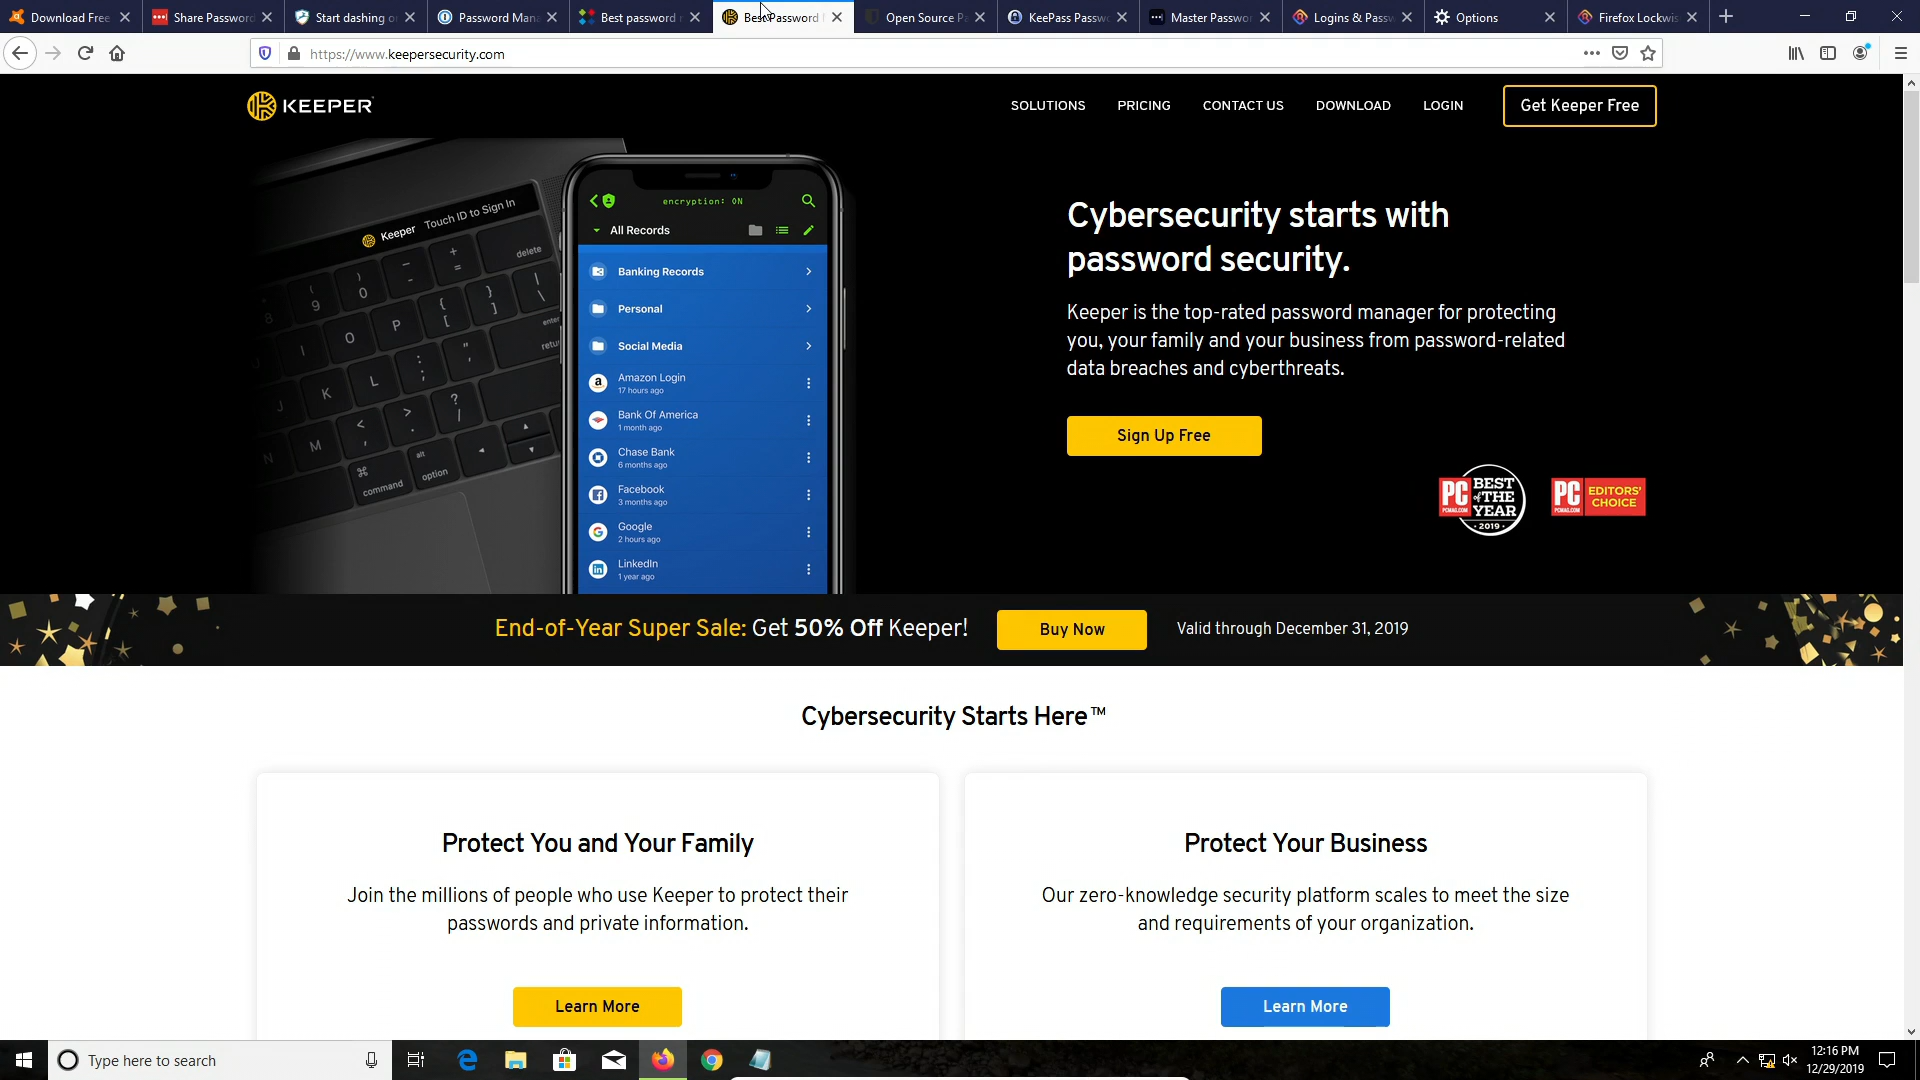 Download Free
Share Password
Start dashing o
Password Man
Best password
Best Password
Open Source Pa
KeePass Passw
Master Passwor
Logins & Passw
Options
Firefox Lockwis
https://www.keepersecurity.com
KEEPER
SOLUTIONS
PRICING
CONTACT US
DOWNLOAD
LOGIN
Get Keeper Free
Keeper Touch ID to Sign In
delete
enter
return
command
alt
option
encryption: ON
All Records
Banking Records
Personal
Social Media
Amazon Login
17 hours ago
Bank Of America
1 month ago
Chase Bank
6 months ago
Facebook
3 months ago
Google
2 hours ago
LinkedIn
1 year ago
Cybersecurity starts with
password security.
Keeper is the top-rated password manager for protecting
you, your family and your business from password-related
data breaches and cyberthreats.
Sign Up Free
PC
PCMAG.COM
BEST
of THE
YEAR
2019
PC
PCMAG.COM
EDITORS'
CHOICE
End-of-Year Super Sale: Get 50% Off Keeper!
Buy Now
Valid through December 31, 2019
Cybersecurity Starts Here™
Protect You and Your Family
Join the millions of people who use Keeper to protect their
passwords and private information.
Learn More
Protect Your Business
Our zero-knowledge security platform scales to meet the size
and requirements of your organization.
Learn More
Type here to search
12:16 PM
12/29/2019